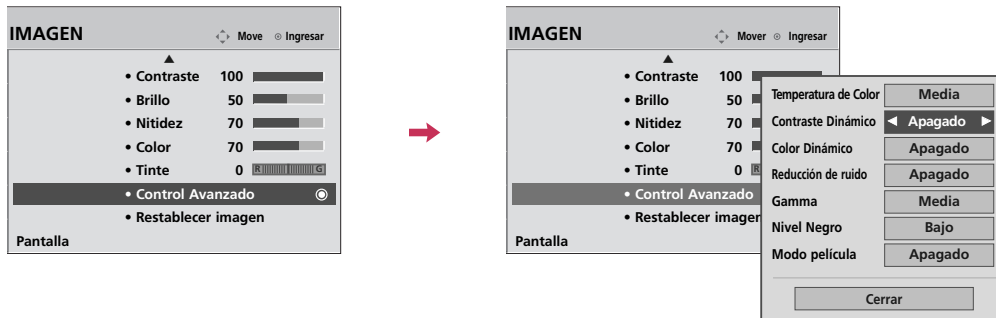 IMAGEN Move Ingresar
• Contraste 100
• Brillo 50
• Nitidez 70
• Color 70
• Tinte 0 R G
• Control Avanzado
• Restablecer imagen
Pantalla
IMAGEN Mover Ingresar
• Contraste 100
• Brillo 50
• Nitidez 70
• Color 70
• Tinte 0 R
• Control Avanzado
• Restablecer imagen
Pantalla
Temperatura de Color Media
Contraste Dinámico ◀ Apagado ▶
Color Dinámico Apagado
Reducción de ruido Apagado
Gamma Media
Nivel Negro Bajo
Modo película Apagado
Cerrar